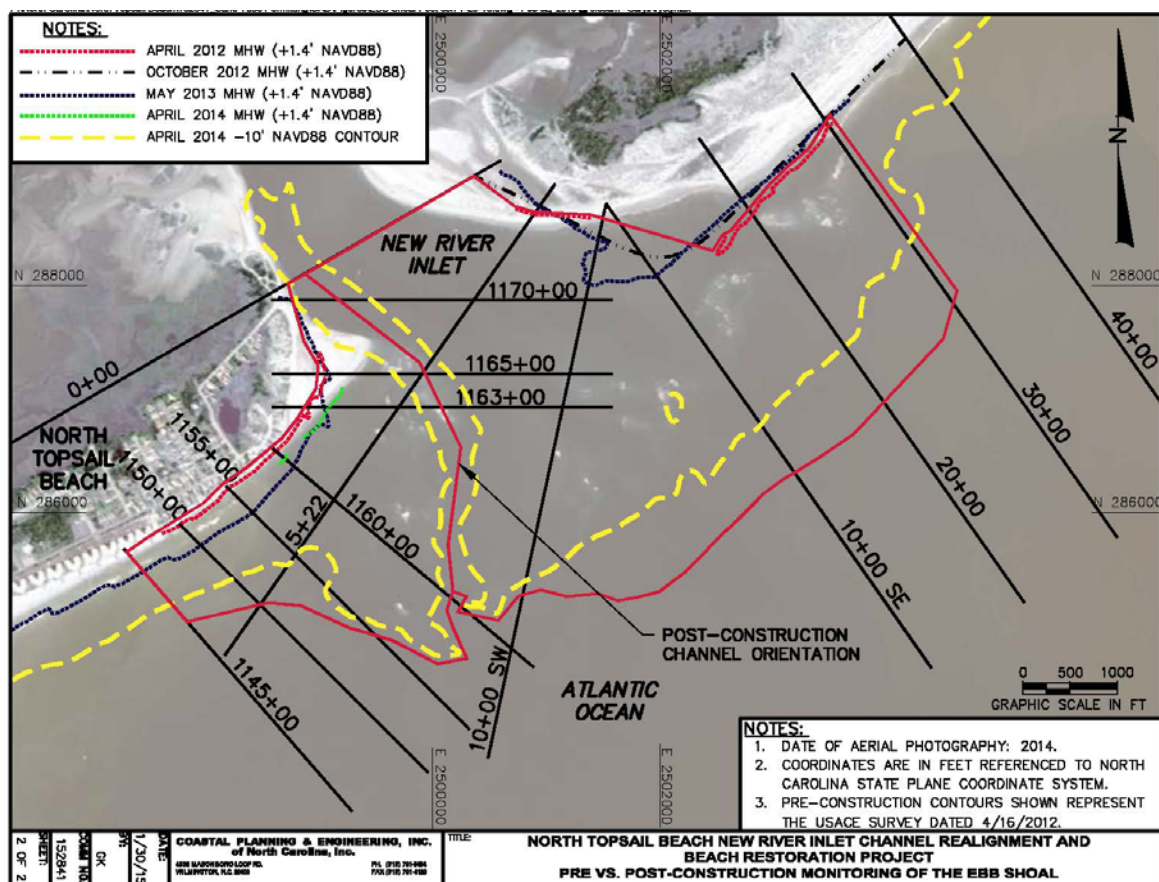 NOTES:
APRIL 2012 MHW (+1.4' NAVD88)
OCTOBER 2012 MHW (+1.4' NAVD88)
MAY 2013 MHW (+1.4' NAVD88)
APRIL 2014 MHW (+1.4' NAVD88)
APRIL 2014 -10' NAVD88 CONTOUR
E 2500000
E 2502000
N
NEW RIVER
INLET
N 288000
N 288000
1170+00
1165+00
1163+00
0+00
40+00
30+00
20+00
10+00 SE
NORTH
TOPSAIL
BEACH
1155+00
1150+00
1160+00
5+22
N 286000
N 286000
1145+00
10+00 SW
POST-CONSTRUCTION
CHANNEL ORIENTATION
ATLANTIC
OCEAN
0 500 1000
GRAPHIC SCALE IN FT
E 2500000
E 2502000
NOTES:
1. DATE OF AERIAL PHOTOGRAPHY: 2014.
2. COORDINATES ARE IN FEET REFERENCED TO NORTH
CAROLINA STATE PLANE COORDINATE SYSTEM.
3. PRE-CONSTRUCTION CONTOURS SHOWN REPRESENT
THE USACE SURVEY DATED 4/16/2012.
SHEET:
2 OF 2
COMM NO.
152841
BY:
CK
DATE:
1/30/15
COASTAL PLANNING & ENGINEERING, INC.
of North Carolina, Inc.
TITLE:
NORTH TOPSAIL BEACH NEW RIVER INLET CHANNEL REALIGNMENT AND
BEACH RESTORATION PROJECT
PRE VS. POST-CONSTRUCTION MONITORING OF THE EBB SHOAL